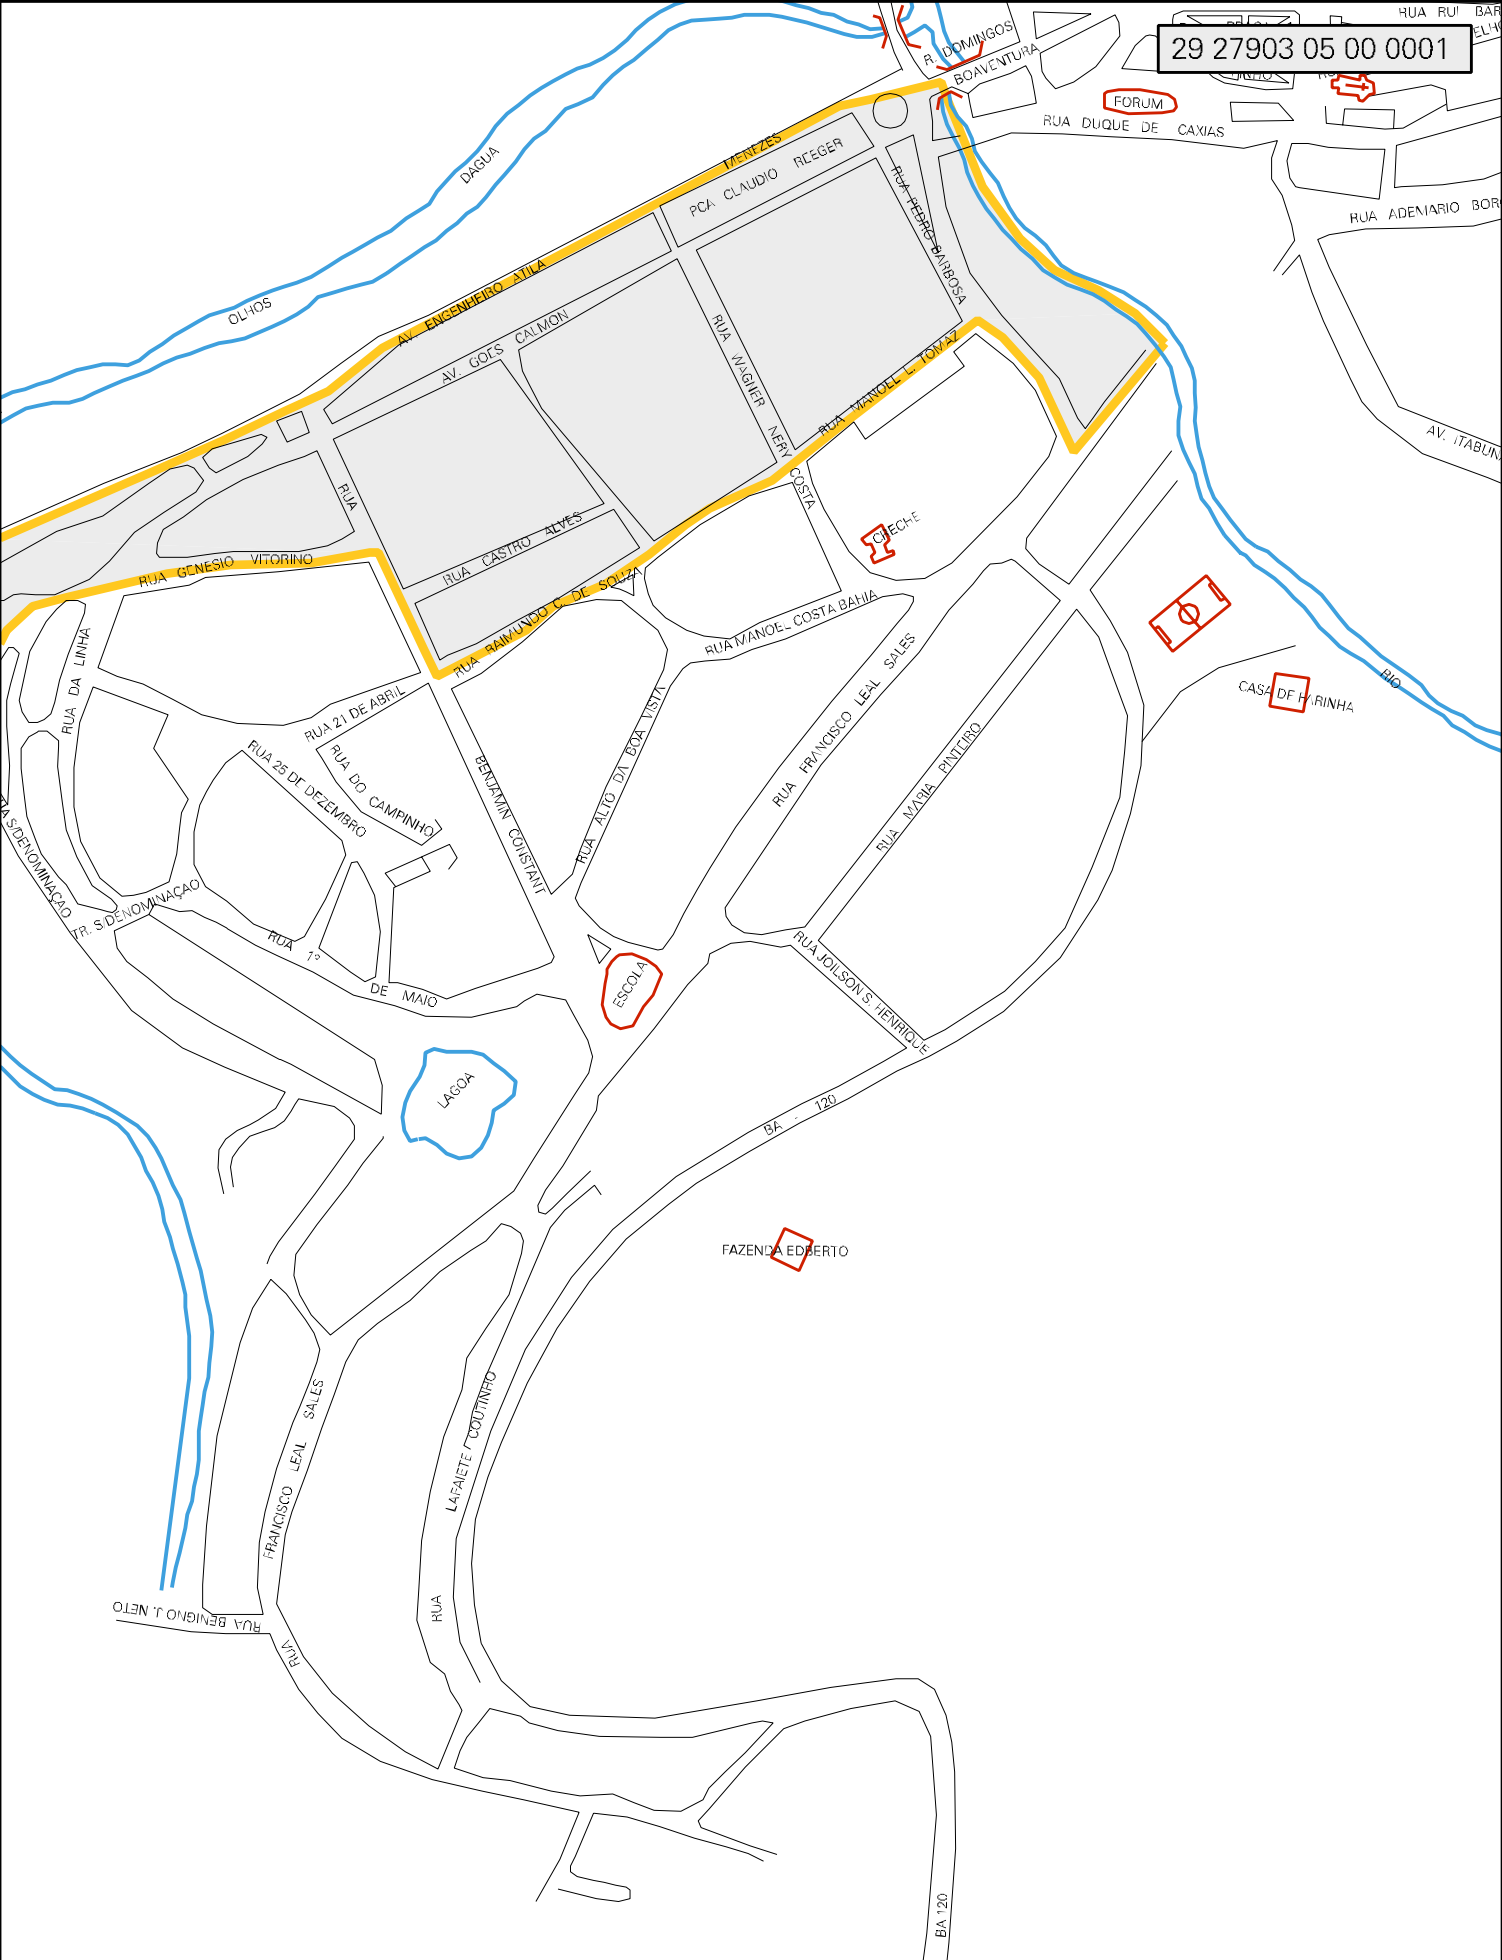 RUA RUI BAR
R. DOMINGOS
29 27903 05 00 0001
BOAVENTURA
FORUM
RUA DUQUE DE CAXIAS
MENEZES
DAGUA
PCA CLAUDIO REEGER
RUA PEDRO BARBOSA
RUA ADEMARIO BOR
OLHOS
AV. ENGENHEIRO ATILA
AV. GOES CALMON
RUA WAGNER NERY COSTA
RUA MANOEL L. TOMAZ
AV. ITABUN
RUA
CRECHE
RUA CASTRO ALVES
RUA GENESIO VITORINO
RUA RAIMUNDO C. DE SOUZA
RUA MANOEL COSTA BAHIA
RUA DA LINHA
RUA 21 DE ABRIL
RUA 25 DE DEZEMBRO
RUA DO CAMPINHO
BENJAMIN CONSTANT
RUA ALTO DA BOA VISTA
RUA FRANCISCO LEAL SALES
RUA MARIA PINTEIRO
RIO
CASA DE FARINHA
S/DENOMINAÇAO
TR. S/DENOMINAÇAO
RUA 1º DE MAIO
ESCOLA
RUA JOILSON S. HENRIQUE
LAGOA
BA - 120
FAZENDA EDBERTO
FRANCISCO LEAL SALES
LAFAIETE COUTINHO
RUA
RUA BENIGNO J. NETO
RUA
BA 120